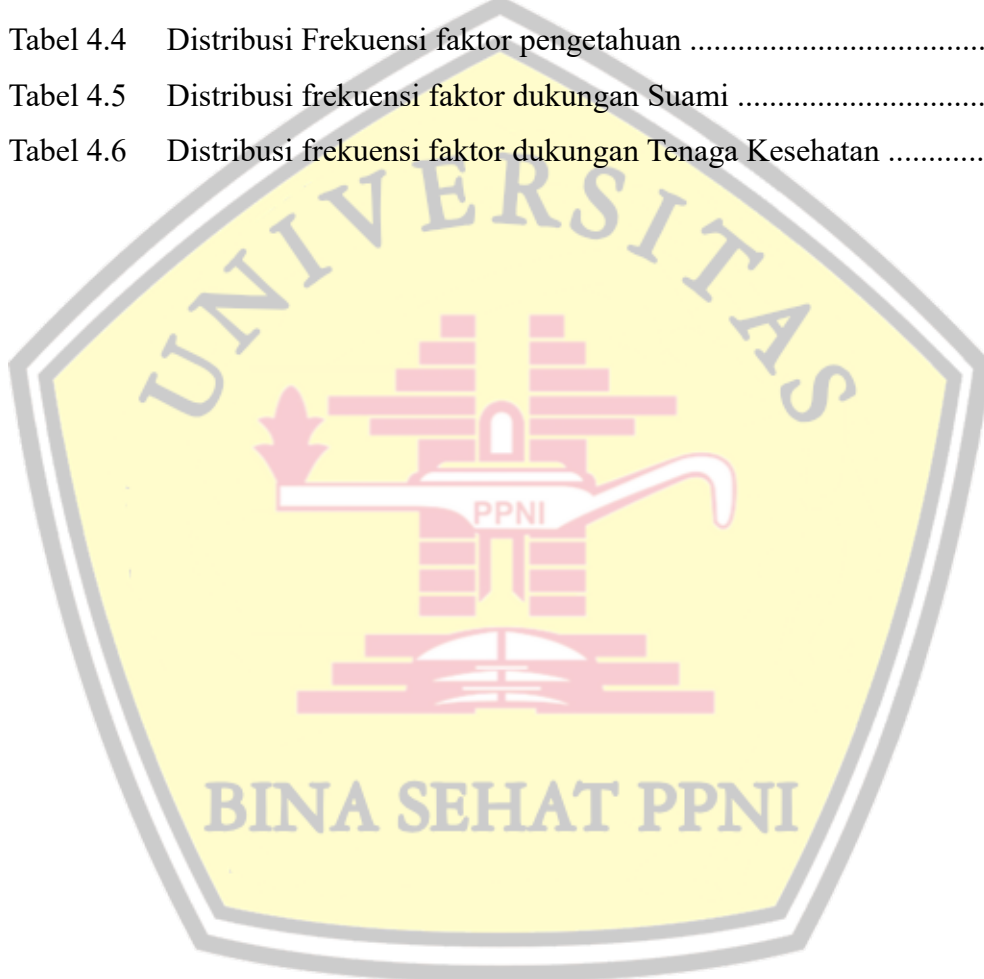 Tabel 4.4 Distribusi Frekuensi faktor pengetahuan .....................................
Tabel 4.5 Distribusi frekuensi faktor dukungan Suami ...............................
Tabel 4.6 Distribusi frekuensi faktor dukungan Tenaga Kesehatan ............
UNIVERSITAS
PPNI
BINA SEHAT PPNI